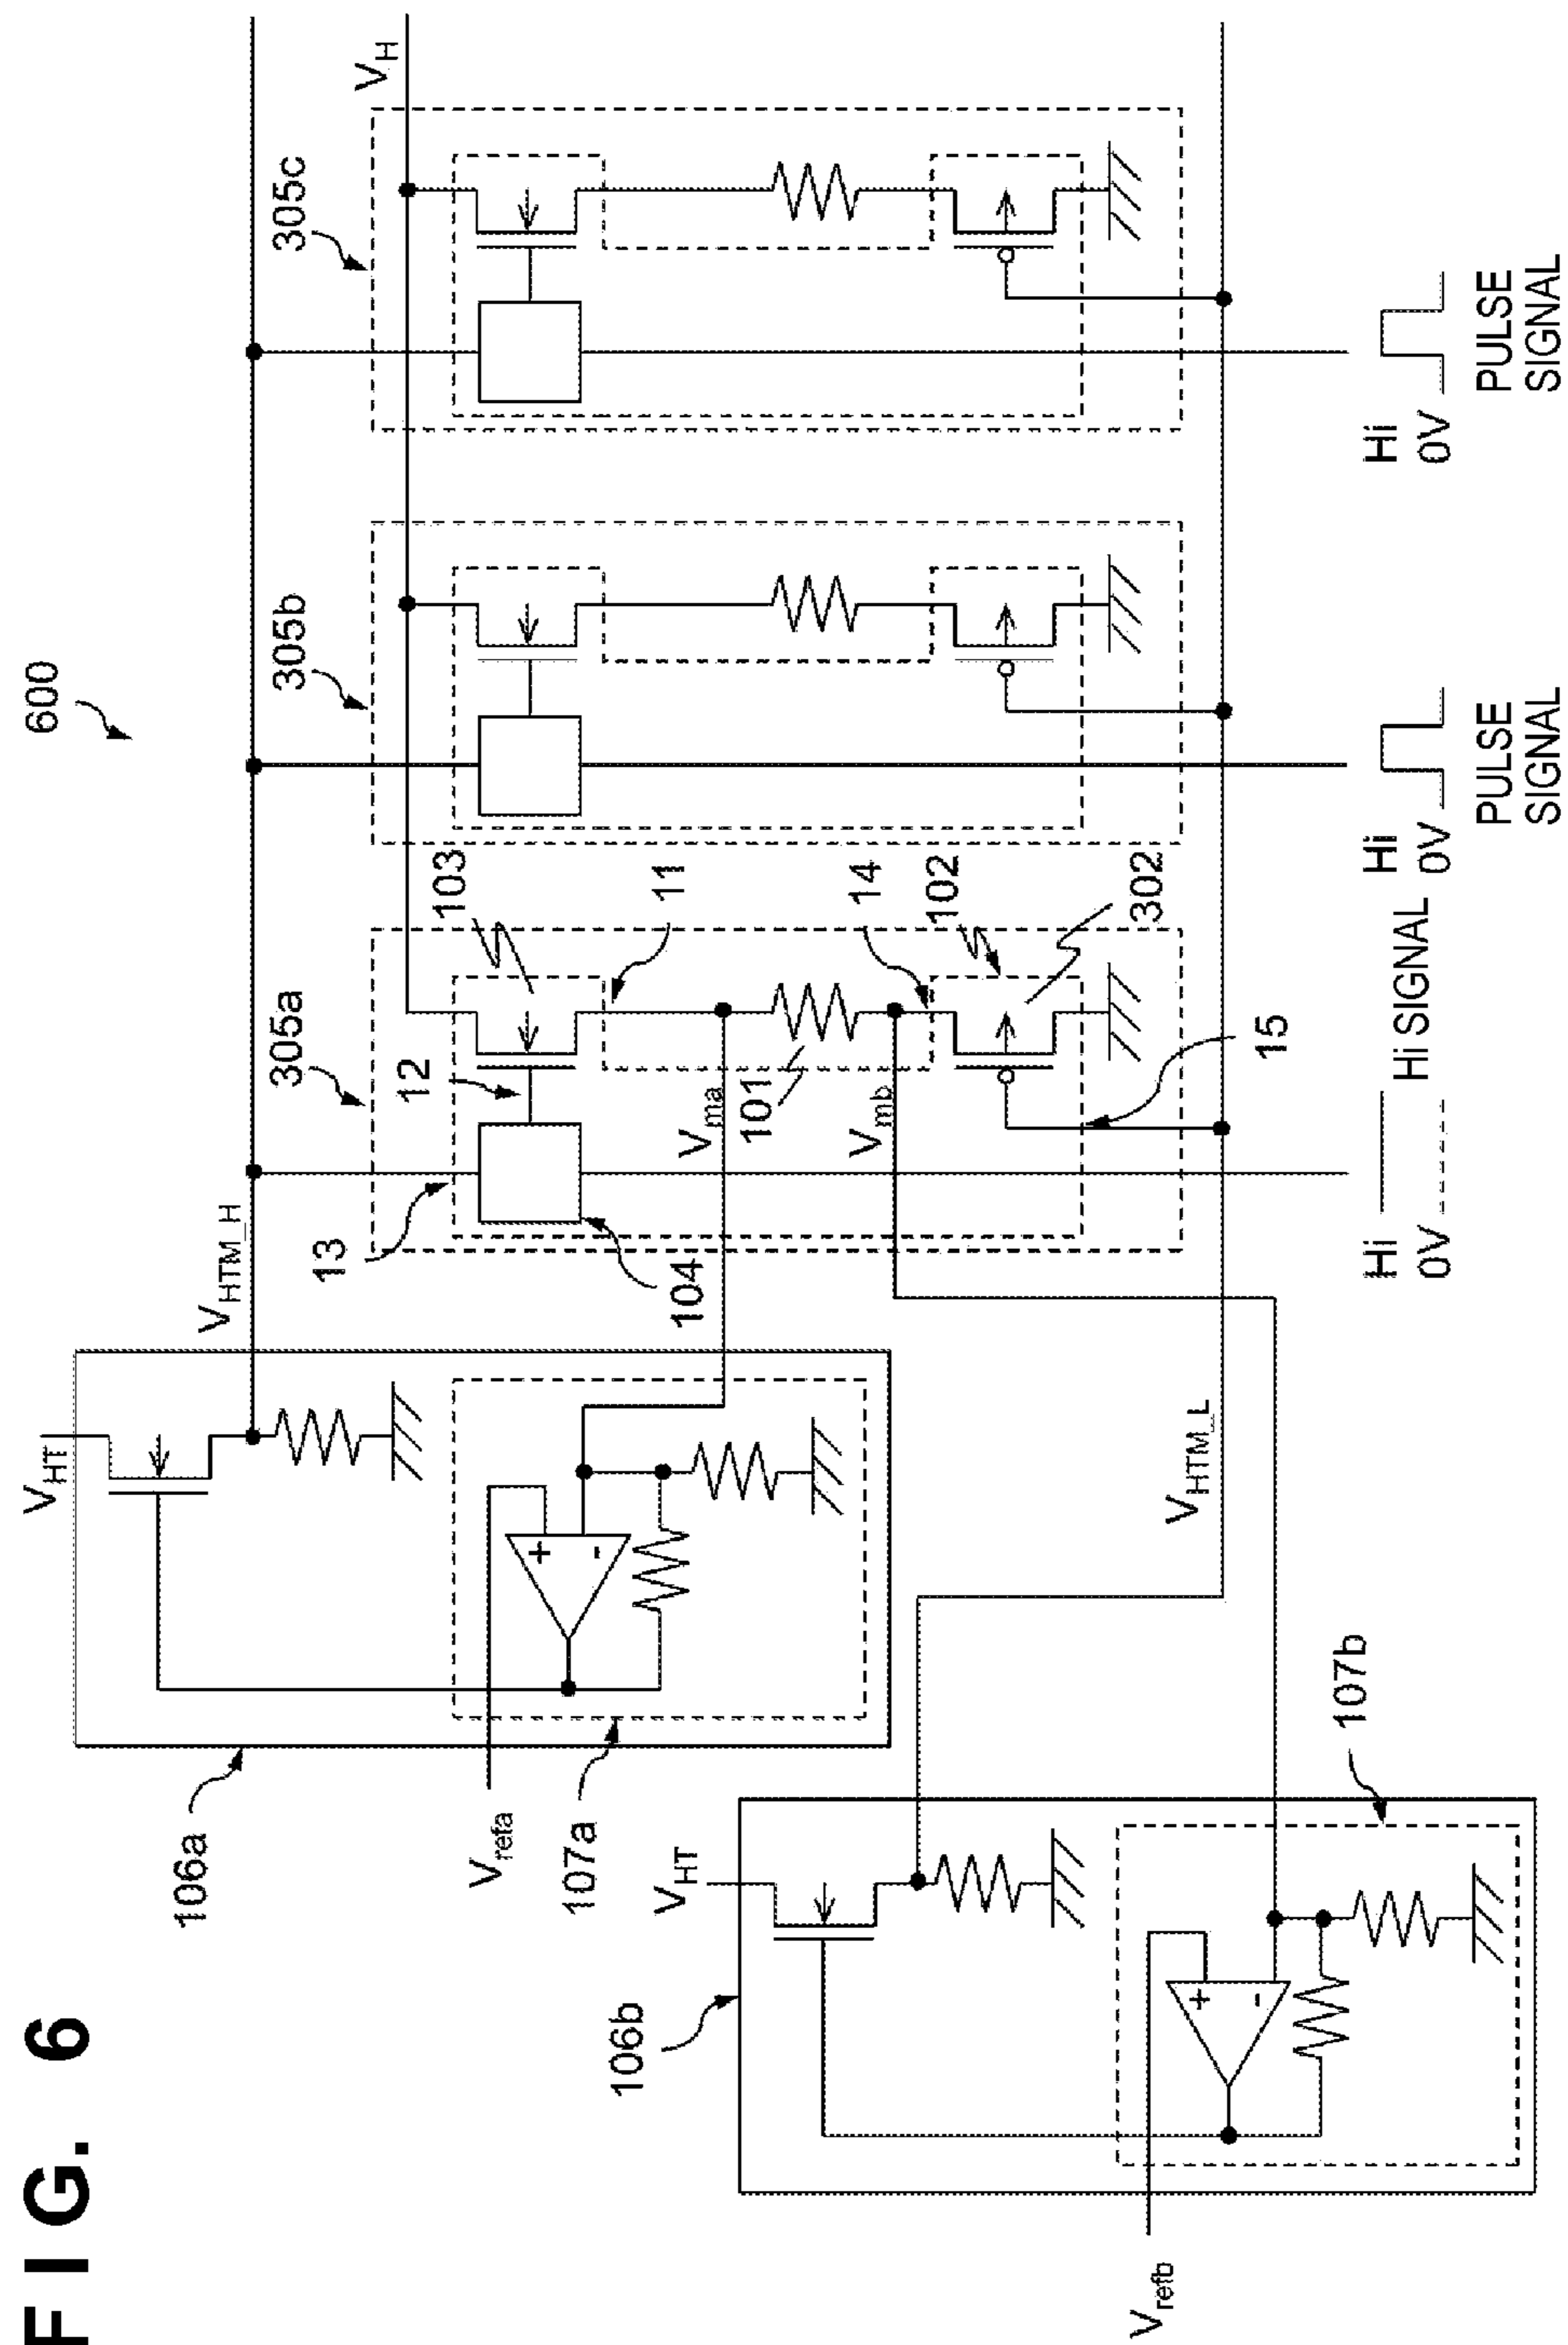 FIG. 6
600
V_HT
V_HTM_H
V_H
305a
305b
305c
106a
13
12
103
11
104
V_ma
101
14
102
V_refa
107a
V_mb
302
V_HT
15
106b
V_HTM_L
107b
V_refb
+
-
+
-
Hi
0V
Hi SIGNAL
Hi
0V
PULSE
SIGNAL
Hi
0V
PULSE
SIGNAL